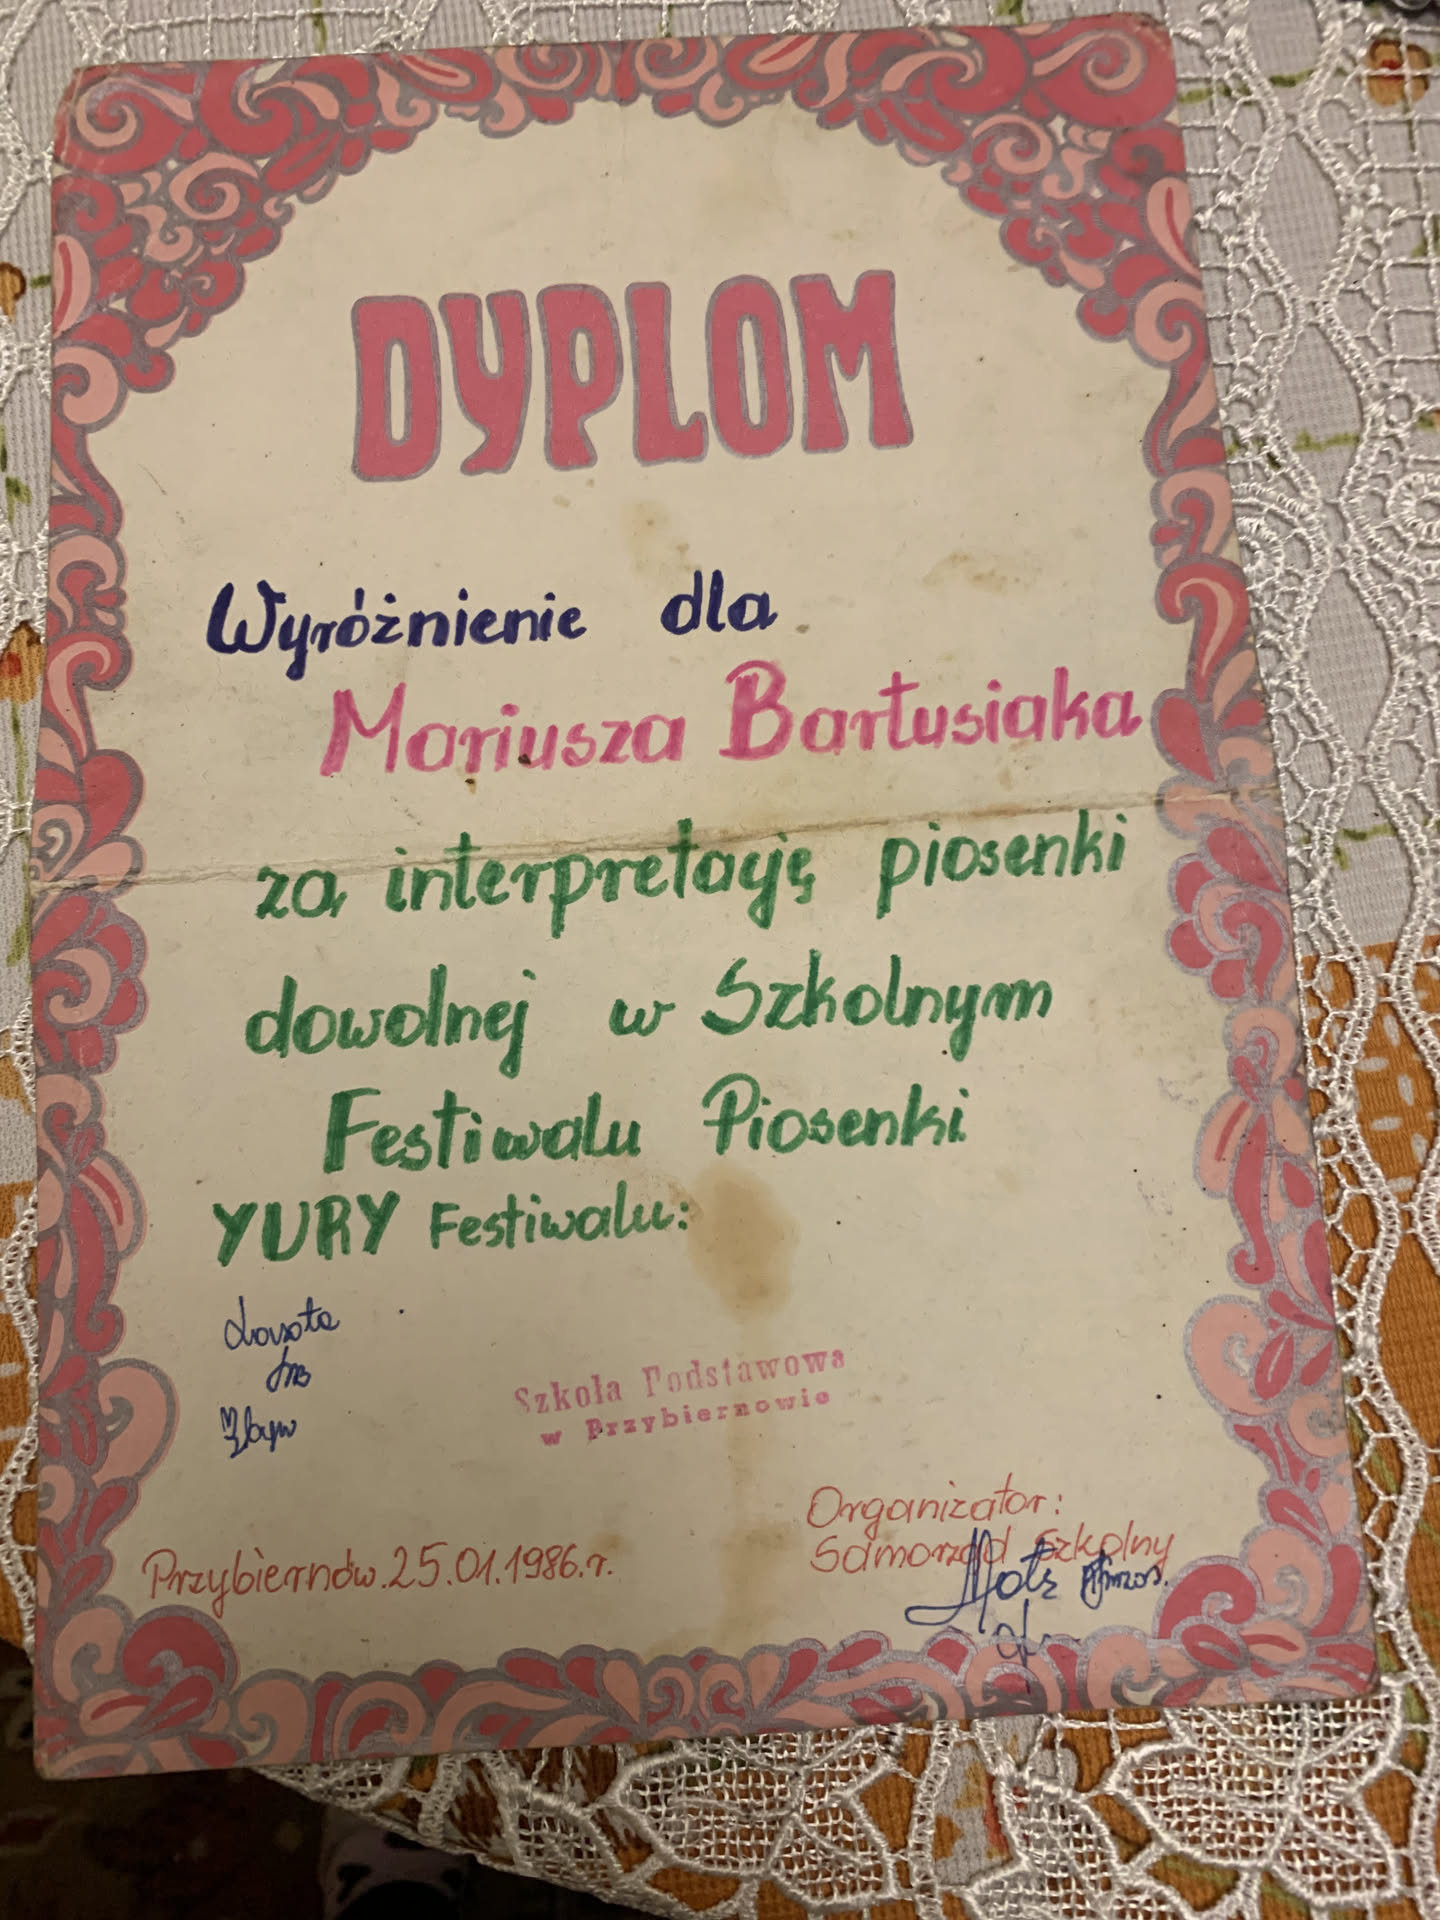 DYPLOM
Wyróżnienie dla
Mariusza Bartusiaka
za interpretację piosenki
dowolnej w Szkolnym
Festiwalu Piosenki
YURY Festiwalu:
Szkoła Podstawowa
w Przybiernowie
Organizator:
Samorząd Szkolny
Przybiernów.25.01.1986.r.